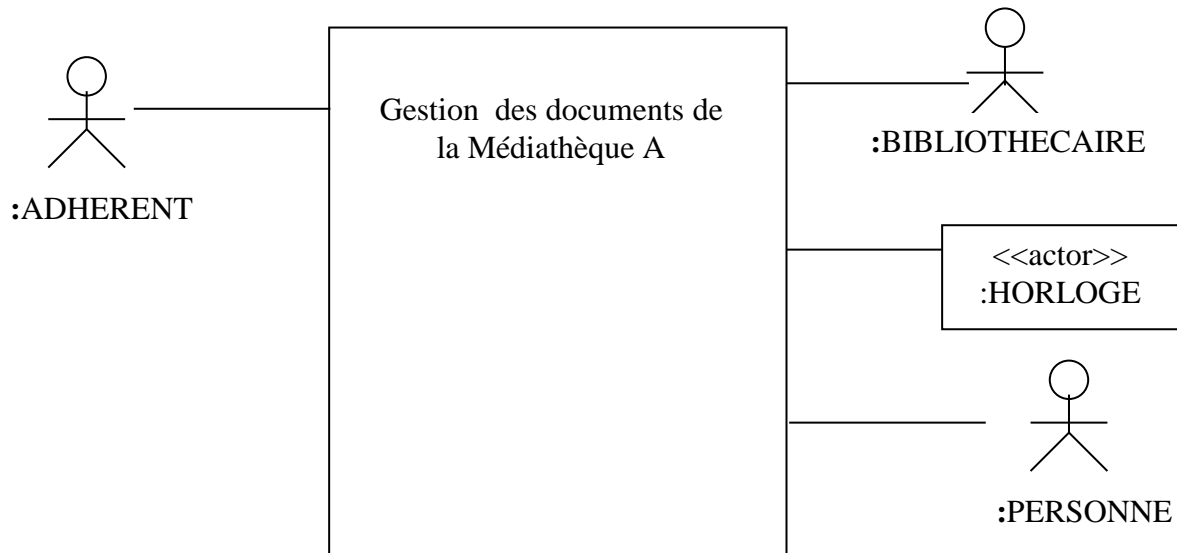 Gestion des documents de
la Médiathèque A
:ADHERENT
:BIBLIOTHECAIRE
<<actor>>
:HORLOGE
:PERSONNE